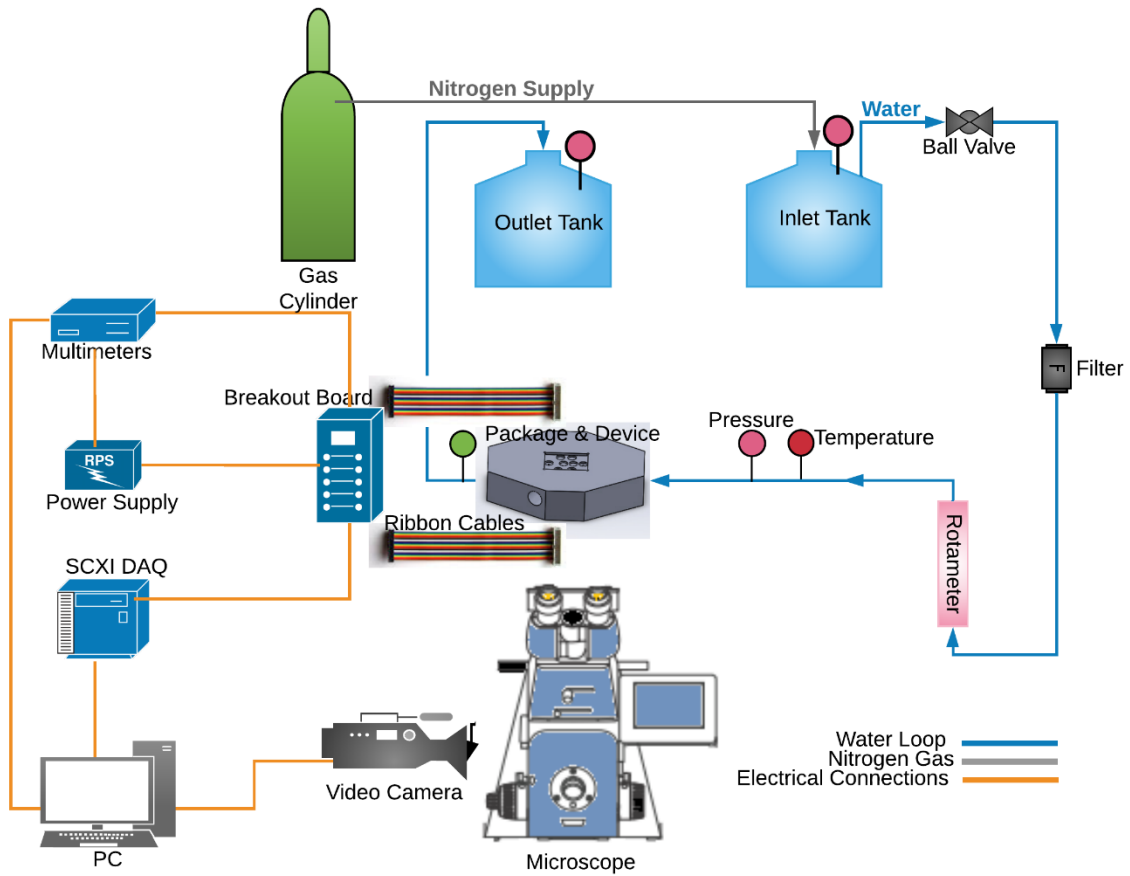 Nitrogen Supply
Water
Ball Valve
Outlet Tank
Inlet Tank
Gas
Cylinder
Multimeters
Filter
F
Breakout Board
Package & Device
Pressure
Temperature
RPS
Power Supply
Ribbon Cables
Rotameter
SCXI DAQ
Water Loop
Nitrogen Gas
Electrical Connections
Video Camera
PC
Microscope